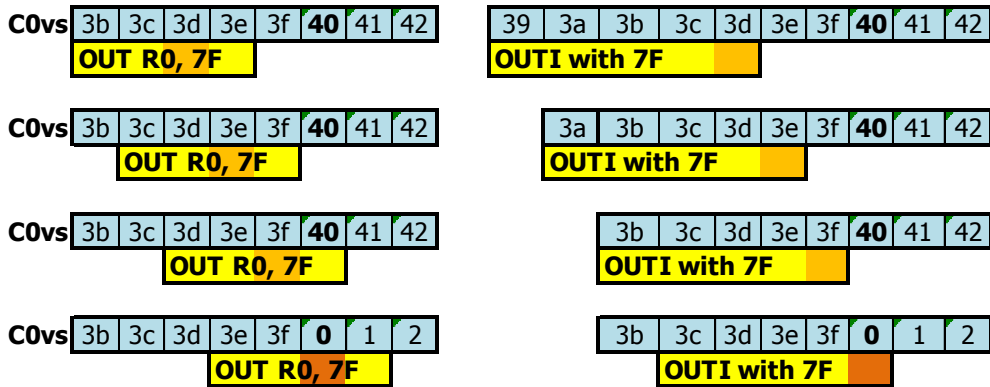 C0vs 3b 3c 3d 3e 3f 40 41 42 39 3a 3b 3c 3d 3e 3f 40 41 42
OUT R0, 7F OUTI with 7F
C0vs 3b 3c 3d 3e 3f 40 41 42 3a 3b 3c 3d 3e 3f 40 41 42
OUT R0, 7F OUTI with 7F
C0vs 3b 3c 3d 3e 3f 40 41 42 3b 3c 3d 3e 3f 40 41 42
OUT R0, 7F OUTI with 7F
C0vs 3b 3c 3d 3e 3f 0 1 2 3b 3c 3d 3e 3f 0 1 2
OUT R0, 7F OUTI with 7F